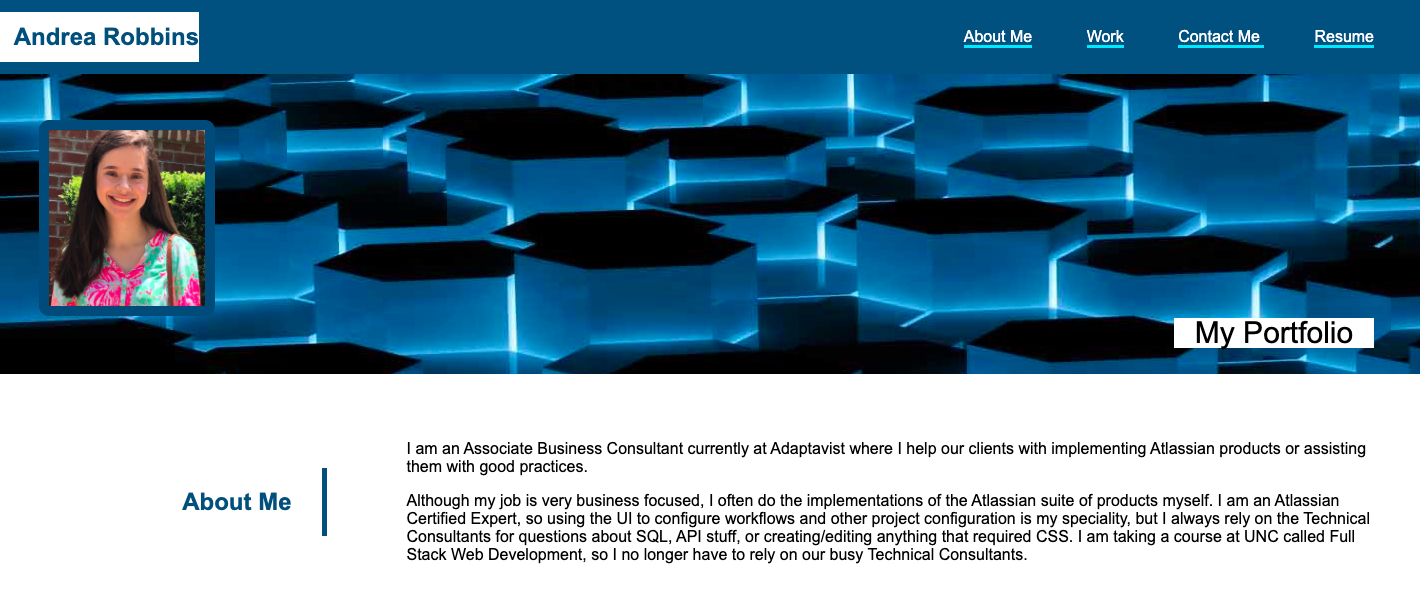 Andrea Robbins
About Me Work Contact Me Resume
My Portfolio
About Me
I am an Associate Business Consultant currently at Adaptavist where I help our clients with implementing Atlassian products or assisting
them with good practices.
Although my job is very business focused, I often do the implementations of the Atlassian suite of products myself. I am an Atlassian
Certified Expert, so using the UI to configure workflows and other project configuration is my speciality, but I always rely on the Technical
Consultants for questions about SQL, API stuff, or creating/editing anything that required CSS. I am taking a course at UNC called Full
Stack Web Development, so I no longer have to rely on our busy Technical Consultants.